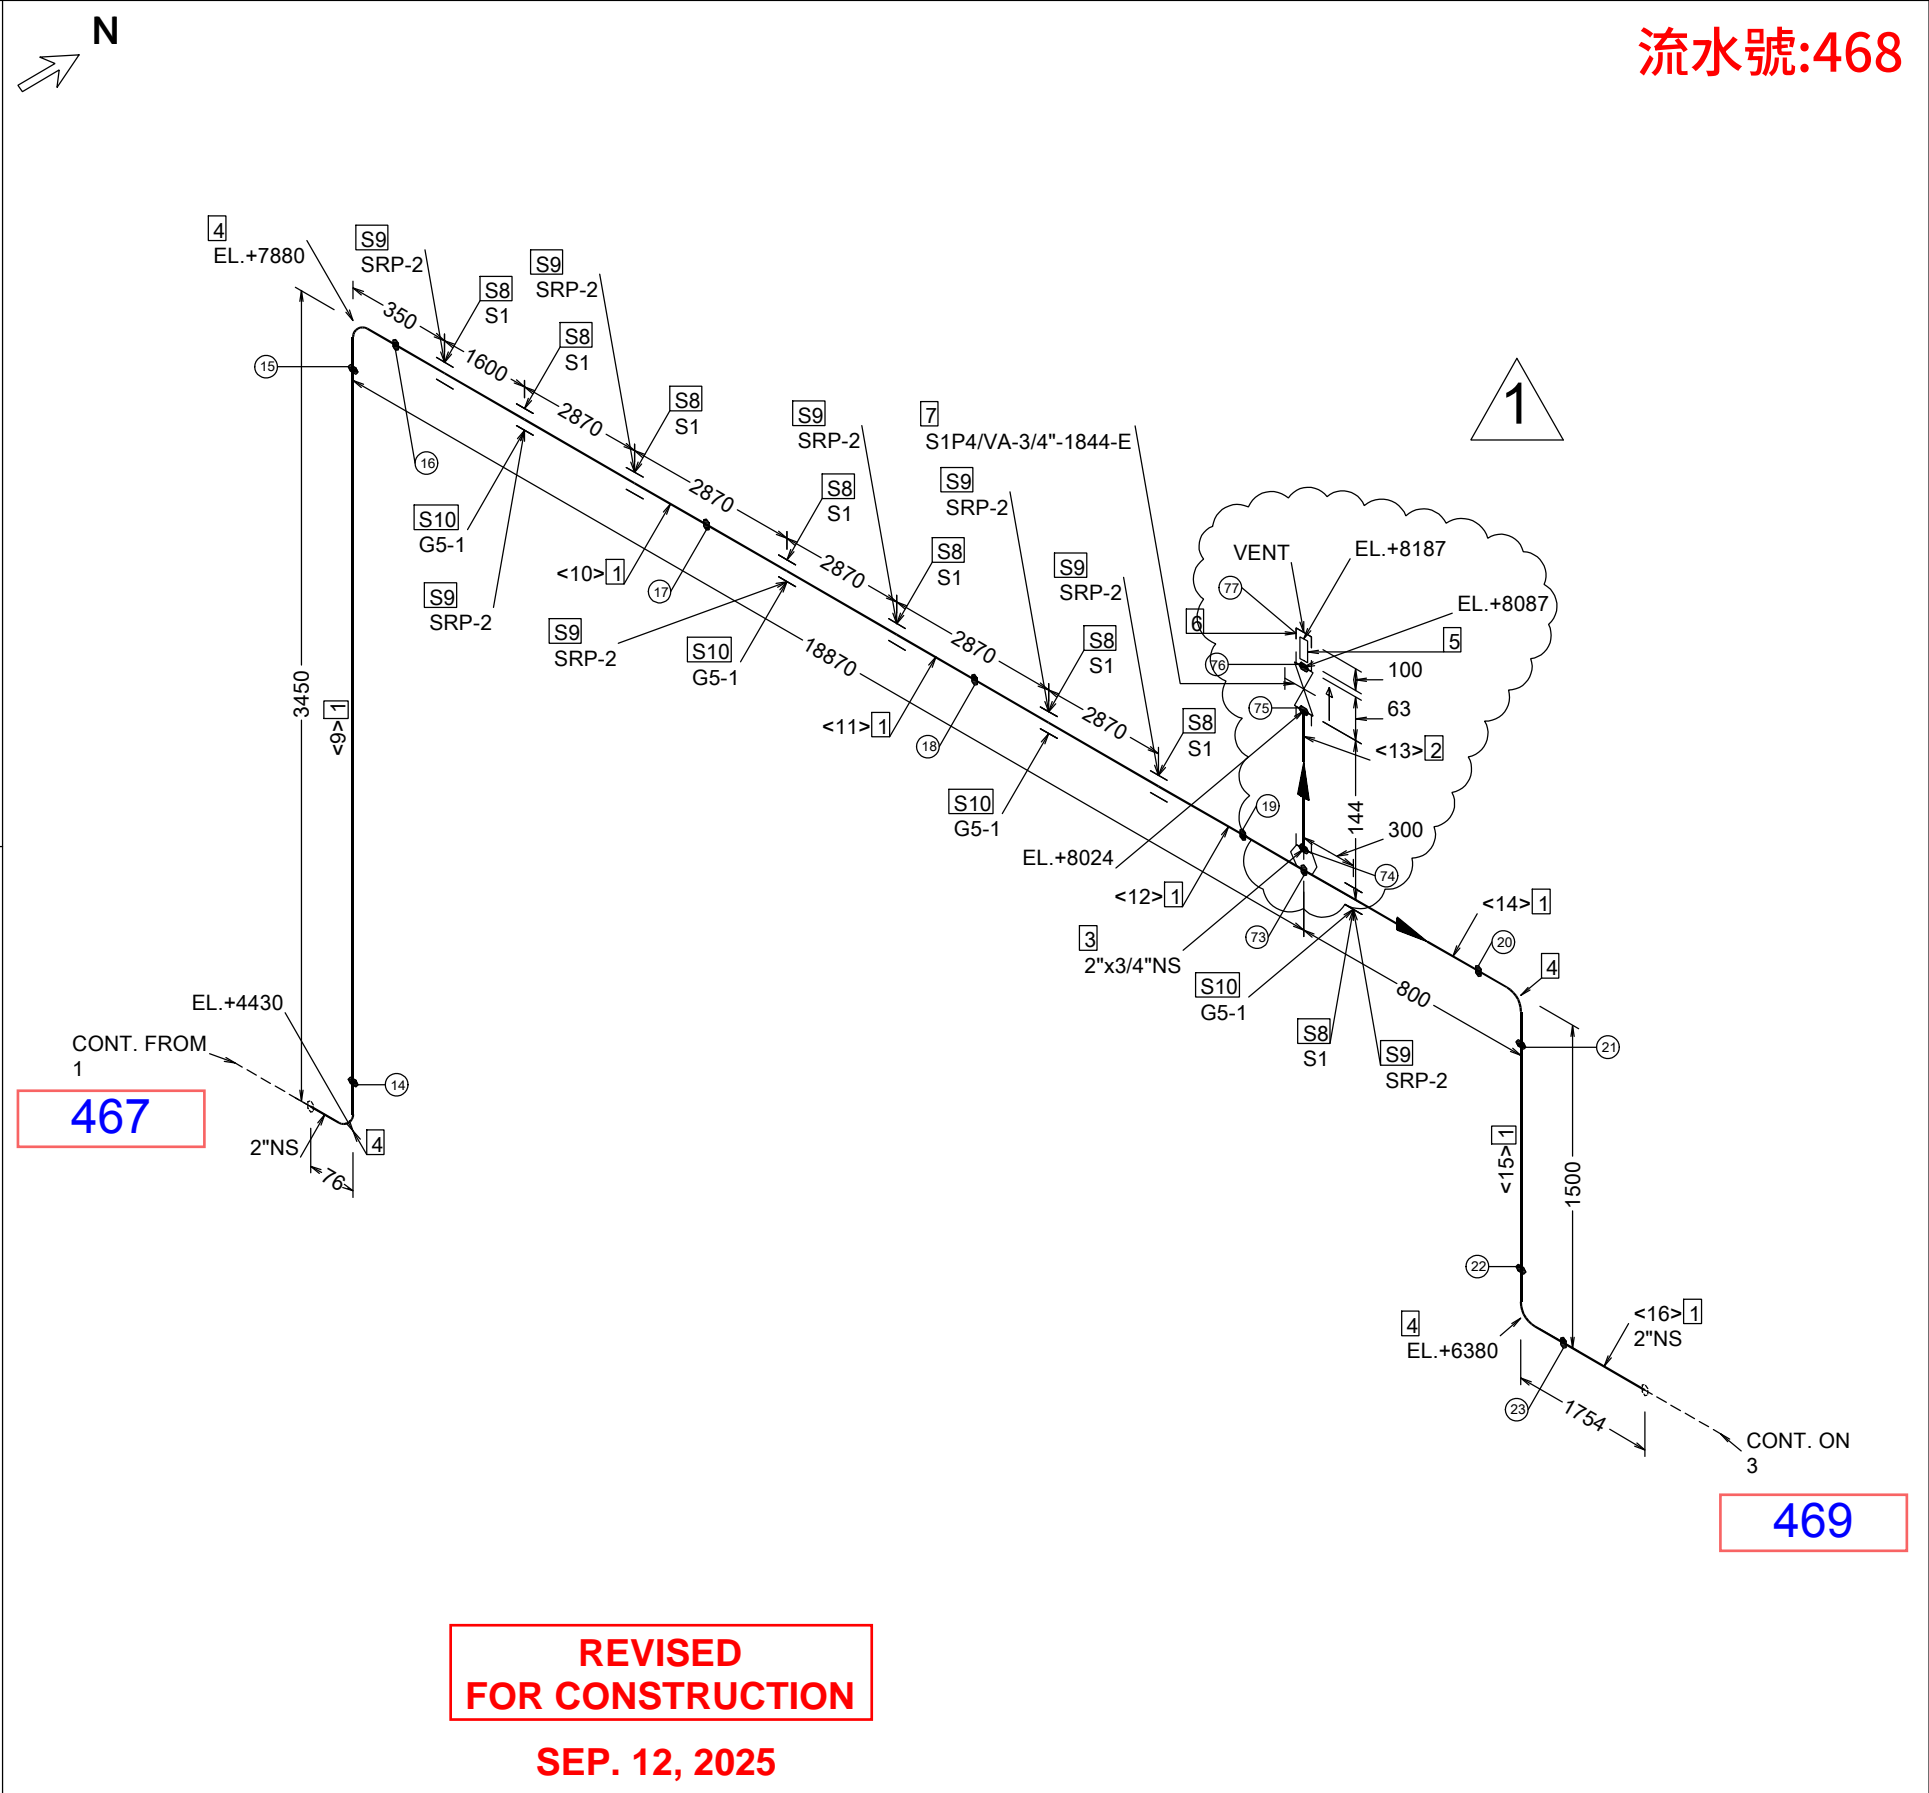 N
流水號:468
4
EL.+7880
S9
SRP-2
S8
S1
S9
SRP-2
S8
S1
350
1600
15
2870
S8
S1
S9
SRP-2
7
S1P4/VA-3/4"-1844-E
1
16
2870
S8
S1
S9
SRP-2
S10
G5-1
<10>1
17
2870
S8
S1
S9
SRP-2
VENT
EL.+8187
77
EL.+8087
S9
SRP-2
S9
SRP-2
S10
G5-1
18870
2870
S8
S1
6
5
76
100
3450
<9>1
<11>1
18
2870
S8
S1
75
63
<13>2
S10
G5-1
19
144
300
EL.+8024
74
<12>1
<14>1
3
2"x3/4"NS
73
20
4
S10
G5-1
800
EL.+4430
CONT. FROM
1
S8
S1
S9
SRP-2
21
14
467
2"NS
4
76
<15>1
1500
22
<16>1
2"NS
4
EL.+6380
23
1754
CONT. ON
3
469
REVISED
FOR CONSTRUCTION
SEP. 12, 2025